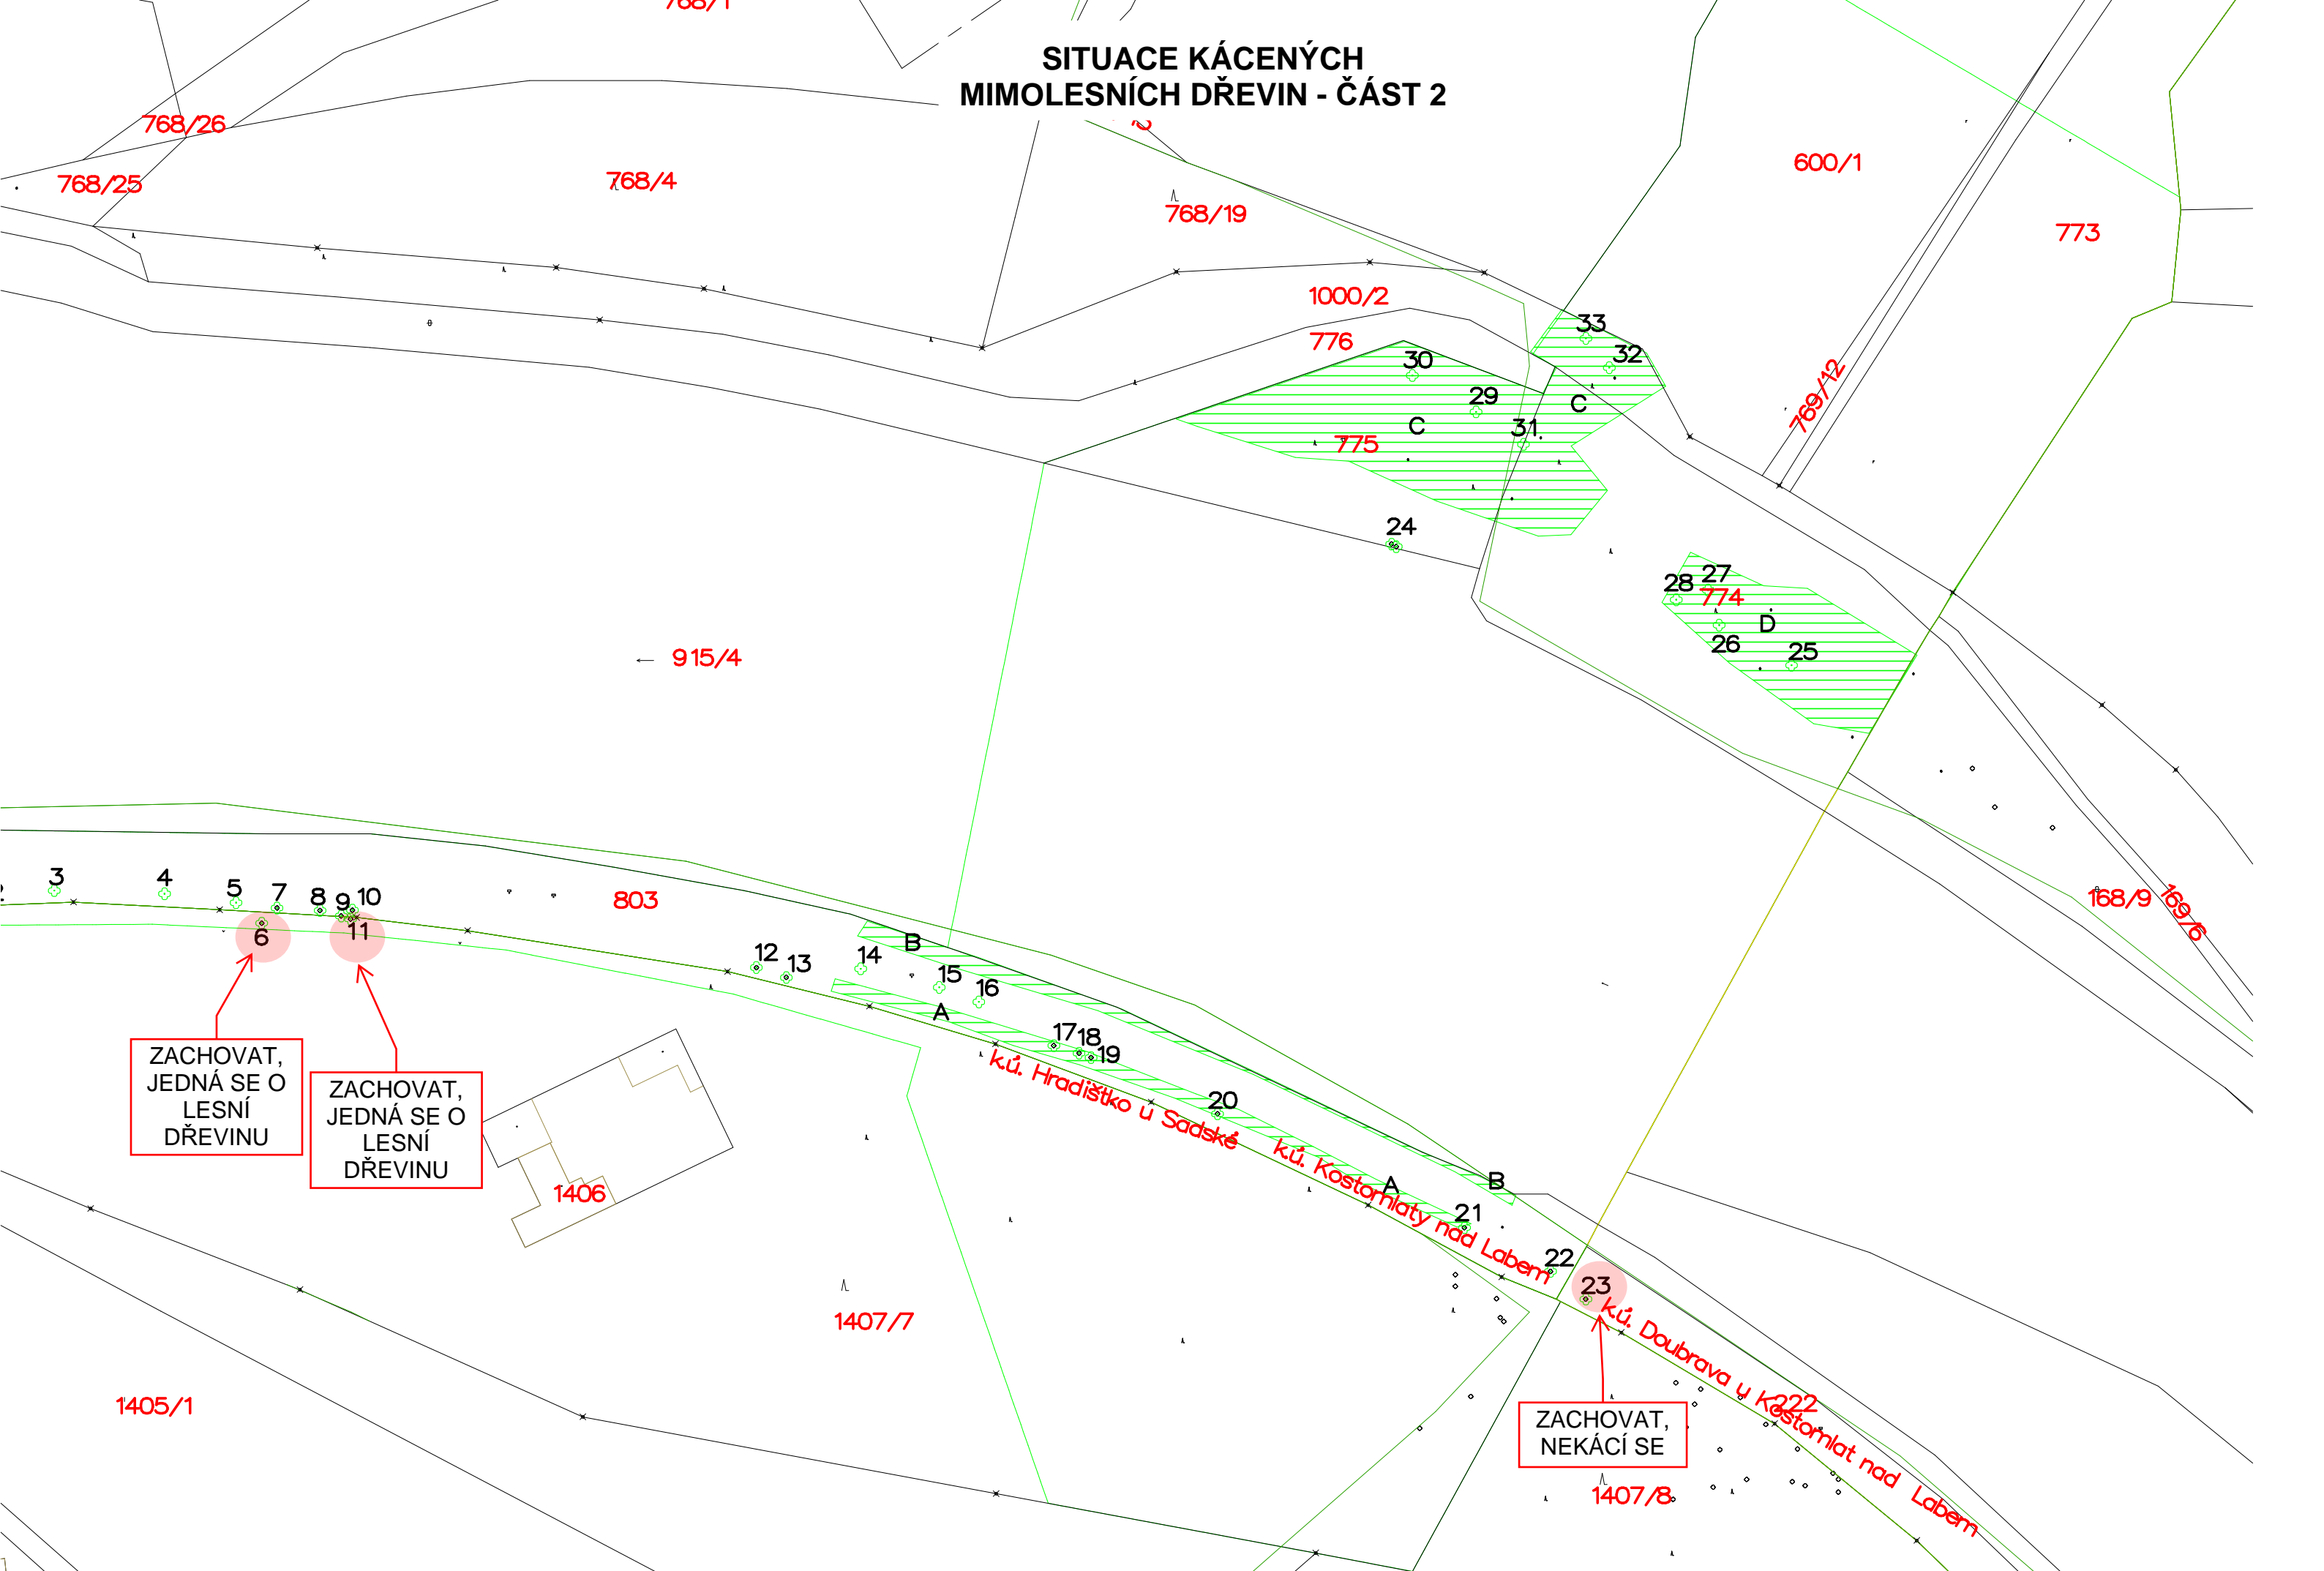 768/1
SITUACE KÁCENÝCH
MIMOLESNÍCH DŘEVIN - ČÁST 2
768/26
600/1
768/25
768/4
768/19
773
1000/2
33
776
32
30
769/12
29
C
C
31
775
24
27
28
774
D
26
25
915/4
3
4
5
7
8
9
10
803
168/9
169/6
6
11
B
12
13
14
15
16
A
17
18
19
k.ú. Hradištko u Sadské
20
k.ú. Kostomlaty nad Labem
A
B
21
22
23
k.ú. Doubrava u Kostomlat nad Labem
ZACHOVAT,
JEDNÁ SE O
LESNÍ
DŘEVINU
ZACHOVAT,
JEDNÁ SE O
LESNÍ
DŘEVINU
1406
1407/7
1405/1
222
ZACHOVAT,
NEKÁCÍ SE
1407/8